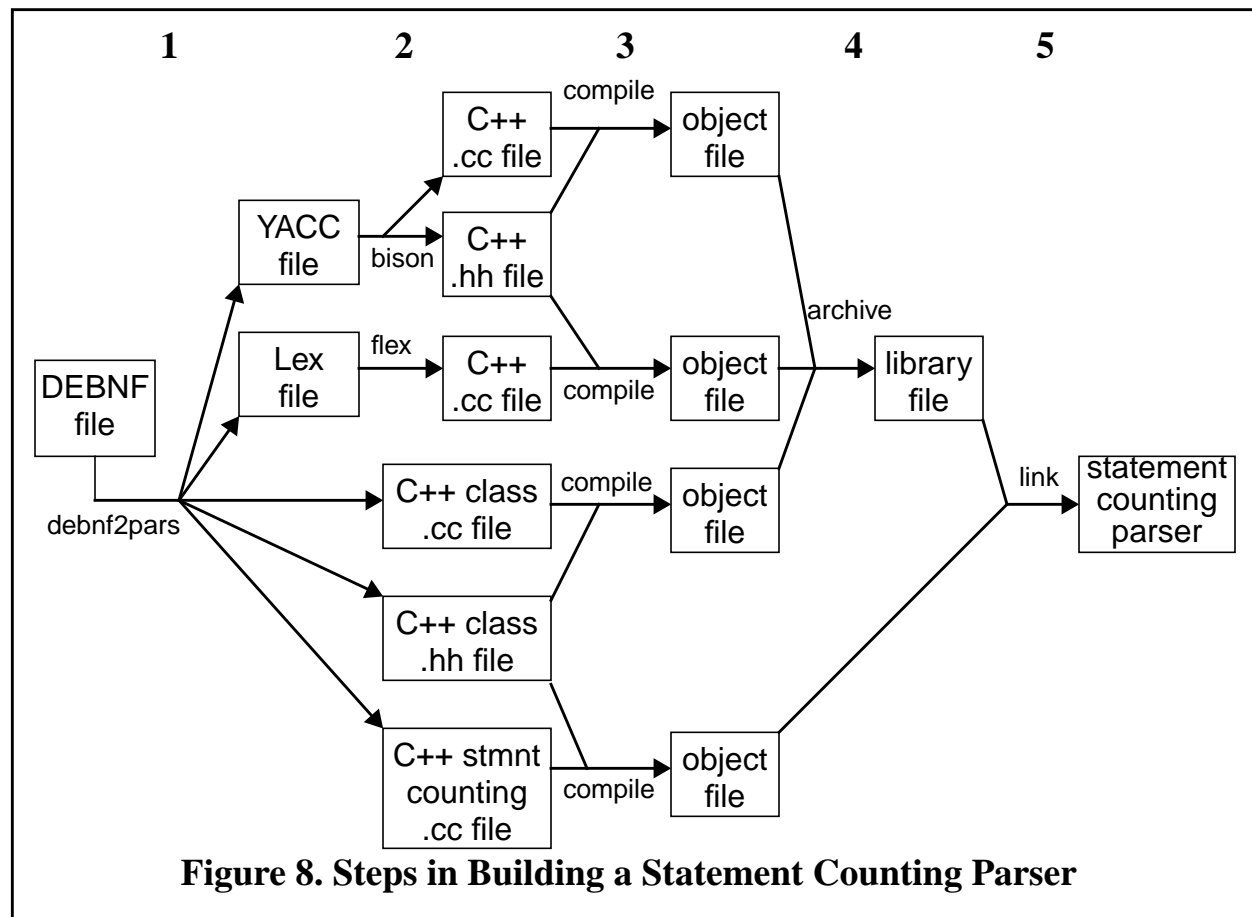 1 2 3 4 5
compile
C++
.cc file
object
file
YACC
file
bison
C++
.hh file
archive
DEBNF
file
Lex
file
flex
C++
.cc file
compile
object
file
library
file
debnf2pars
C++ class
.cc file
compile
object
file
link
statement
counting
parser
C++ class
.hh file
C++ stmnt
counting
.cc file
compile
object
file
Figure 8. Steps in Building a Statement Counting Parser